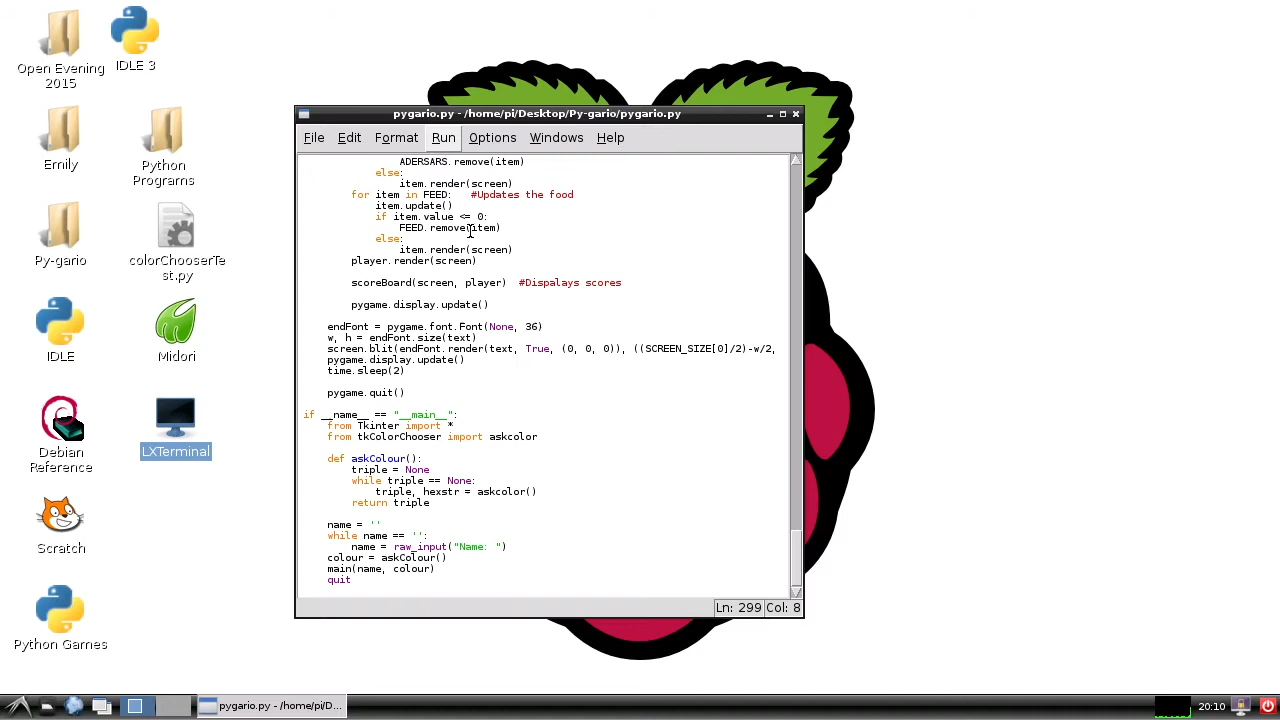 Open Evening
2015
IDLE 3
Emily
Python
Programs
Py-gario
colorChooserTe
st.py
IDLE
Midori
Debian
Reference
LXTerminal
Scratch
Python Games
pygario.py - /home/pi/Desktop/Py-gario/pygario.py
File Edit Format Run Options Windows Help
ADERSARS.remove(item)
else:
item.render(screen)
for item in FEED:   #Updates the food
item.update()
if item.value <= 0:
FEED.remove(item)
else:
item.render(screen)
player.render(screen)
scoreBoard(screen, player)  #Dispalays scores
pygame.display.update()
endFont = pygame.font.Font(None, 36)
w, h = endFont.size(text)
screen.blit(endFont.render(text, True, (0, 0, 0)), ((SCREEN_SIZE[0]/2)-w/2,
pygame.display.update()
time.sleep(2)
pygame.quit()
if __name__ == "__main__":
from Tkinter import *
from tkColorChooser import askcolor
def askColour():
triple = None
while triple == None:
triple, hexstr = askcolor()
return triple
name = ''
while name == '':
name = raw_input("Name: ")
colour = askColour()
main(name, colour)
quit
Ln: 299 Col: 8
pygario.py - /home/pi/D...
20:10